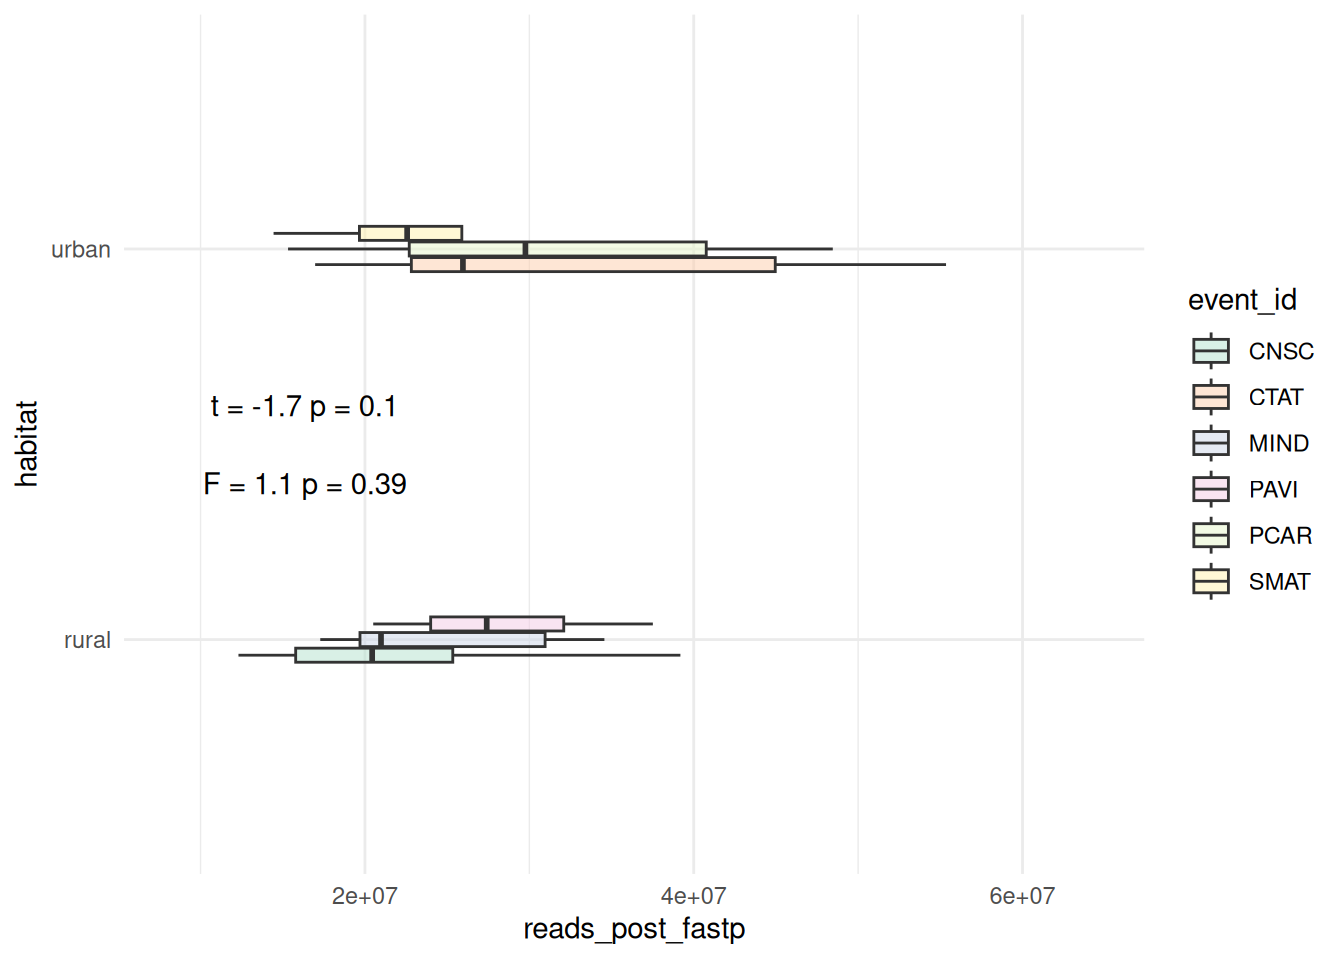 urban
t = -1.7 p = 0.1
F = 1.1 p = 0.39
rural
habitat
2e+07
4e+07
6e+07
reads_post_fastp
event_id
CNSC
CTAT
MIND
PAVI
PCAR
SMAT